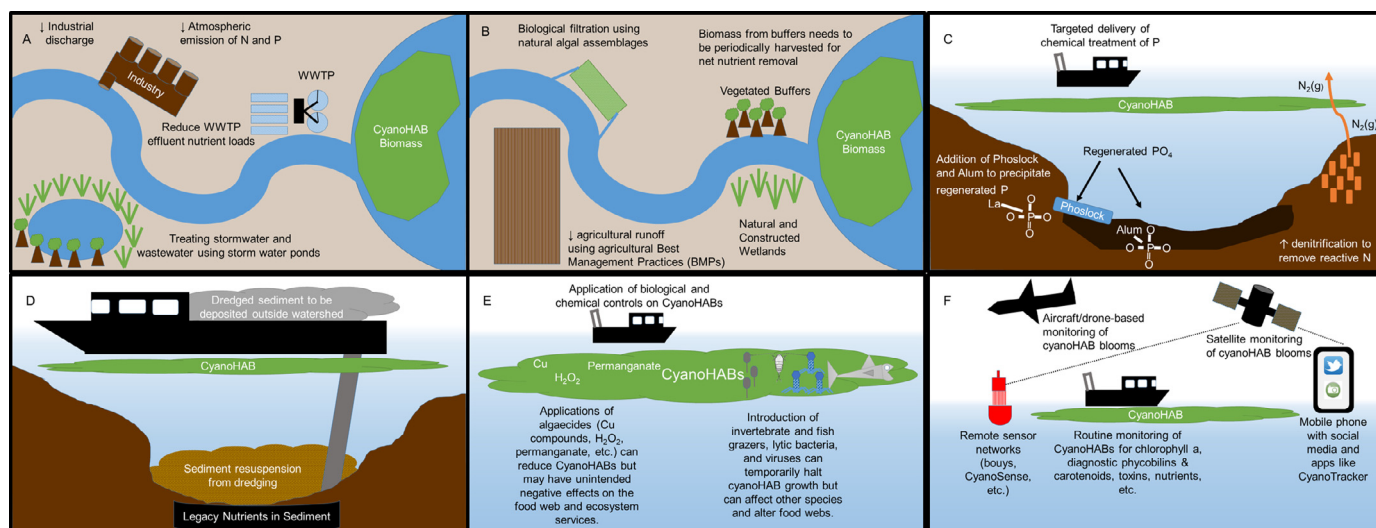 A
↓ Industrial
discharge
↓ Atmospheric
emission of N and P
Industry
WWTP
Reduce WWTP
effluent nutrient loads
CyanoHAB
Biomass
Treating stormwater and
wastewater using storm water ponds
B
Biological filtration using
natural algal assemblages
Biomass from buffers needs to
be periodically harvested for
net nutrient removal
Vegetated Buffers
CyanoHAB
Biomass
↓ agricultural runoff
using agricultural Best
Management Practices (BMPs)
Natural and
Constructed
Wetlands
C
Targeted delivery of
chemical treatment of P
CyanoHAB
N₂(g)
N₂(g)
Addition of Phoslock
and Alum to precipitate
regenerated P
Regenerated PO₄
Phoslock
La
O
O P O
O
Alum
O
O P O
O
↑ denitrification to
remove reactive N
D
Dredged sediment to be
deposited outside watershed
CyanoHAB
Sediment resuspension
from dredging
Legacy Nutrients in Sediment
E
Application of biological and
chemical controls on CyanoHABs
Cu
H₂O₂
Permanganate
CyanoHABs
Applications of
algaecides (Cu
compounds, H₂O₂,
permanganate, etc.) can
reduce CyanoHABs but
may have unintended
negative effects on the
food web and ecosystem
services.
Introduction of
invertebrate and fish
grazers, lytic bacteria,
and viruses can
temporarily halt
cyanoHAB growth but
can affect other species
and alter food webs.
F
Aircraft/drone-based
monitoring of
cyanoHAB blooms
Satellite monitoring
of cyanoHAB blooms
CyanoHAB
Remote sensor
networks
(bouys,
CyanoSense,
etc.)
Routine monitoring of
CyanoHABs for chlorophyll a,
diagnostic phycobilins &
carotenoids, toxins, nutrients,
etc.
Mobile phone
with social
media and
apps like
CyanoTracker